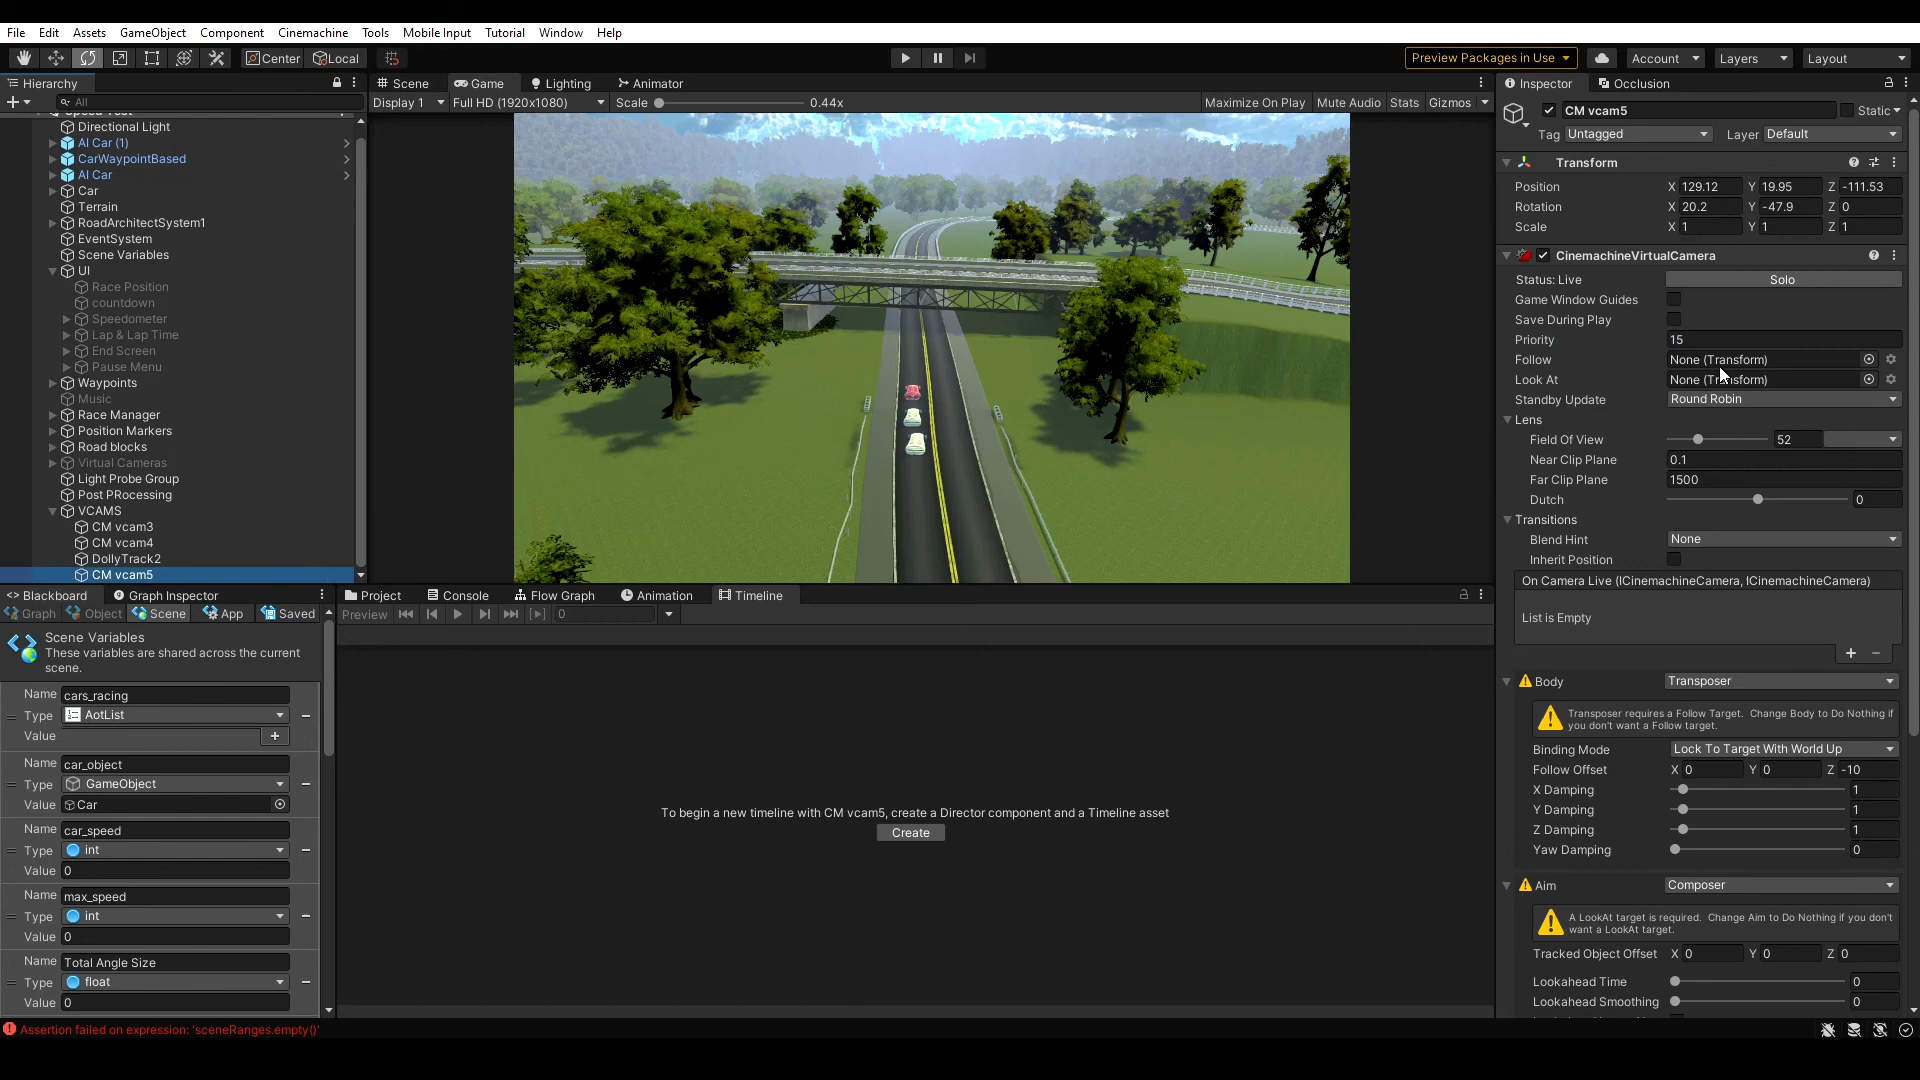 File Edit Assets GameObject Component Cinemachine Tools Mobile Input Tutorial Window Help
Center Local Preview Packages in Use Account Layers Layout
Hierarchy
All
Directional Light
AI Car (1)
CarWaypointBased
AI Car
Car
Terrain
RoadArchitectSystem1
EventSystem
Scene Variables
UI
Race Position
countdown
Speedometer
Lap & Lap Time
End Screen
Pause Menu
Waypoints
Music
Race Manager
Position Markers
Road blocks
Virtual Cameras
Light Probe Group
Post PRocessing
VCAMS
CM vcam3
CM vcam4
DollyTrack2
CM vcam5
Scene Game Lighting Animator
Display 1 Full HD (1920x1080) Scale 0.44x Maximize On Play Mute Audio Stats Gizmos
Inspector Occlusion
CM vcam5 Static
Tag Untagged Layer Default
Transform
Position X 129.12 Y 19.95 Z -111.53
Rotation X 20.2 Y -47.9 Z 0
Scale X 1 Y 1 Z 1
CinemachineVirtualCamera
Status: Live Solo
Game Window Guides
Save During Play
Priority 15
Follow None (Transform)
Look At None (Transform)
Standby Update Round Robin
Lens
Field Of View 52
Near Clip Plane 0.1
Far Clip Plane 1500
Dutch 0
Transitions
Blend Hint None
Inherit Position
On Camera Live (ICinemachineCamera, ICinemachineCamera)
List is Empty
Body Transposer
Transposer requires a Follow Target. Change Body to Do Nothing if
you don't want a Follow target.
Binding Mode Lock To Target With World Up
Follow Offset X 0 Y 0 Z -10
X Damping 1
Y Damping 1
Z Damping 1
Yaw Damping 0
Aim Composer
A LookAt target is required. Change Aim to Do Nothing if you don't
want a LookAt target.
Tracked Object Offset X 0 Y 0 Z 0
Lookahead Time 0
Lookahead Smoothing 0
Blackboard Graph Inspector
Graph Object Scene App Saved
Scene Variables
These variables are shared across the current
scene.
Name cars_racing
Type AotList
Value
Name car_object
Type GameObject
Value Car
Name car_speed
Type int
Value 0
Name max_speed
Type int
Value 0
Name Total Angle Size
Type float
Value 0
Project Console Flow Graph Animation Timeline
Preview 0
To begin a new timeline with CM vcam5, create a Director component and a Timeline asset
Create
Assertion failed on expression: 'sceneRanges.empty()'